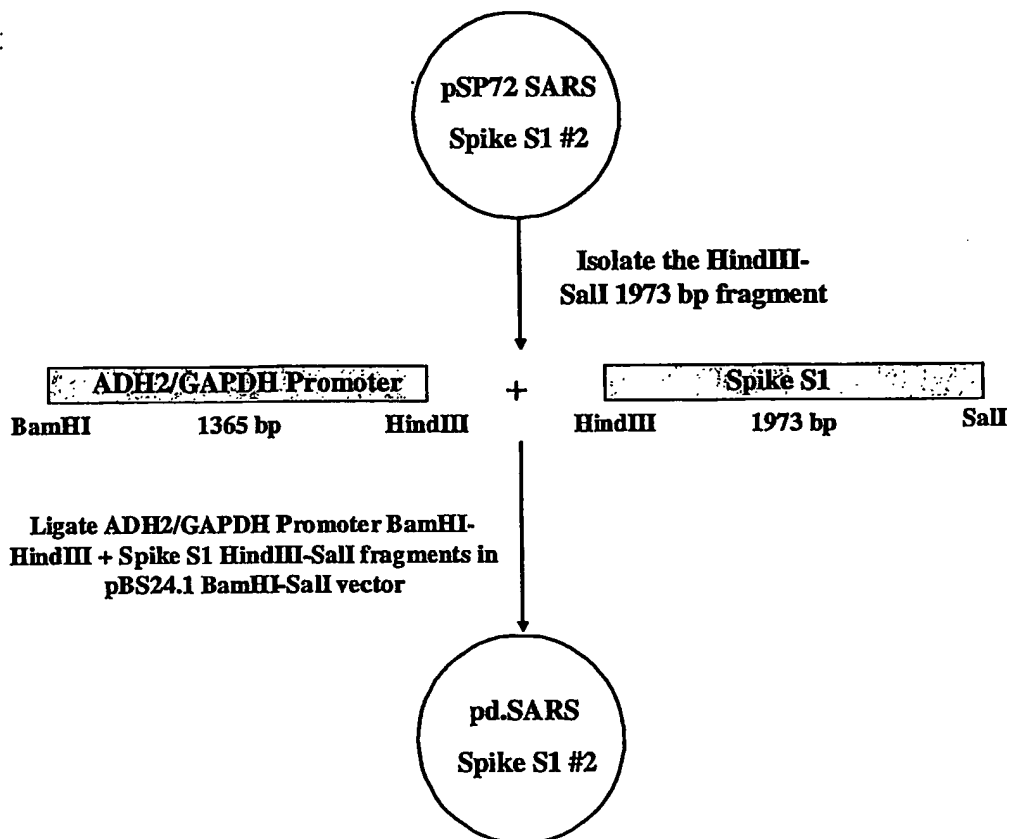 pSP72 SARS
Spike S1 #2
Isolate the HindIII-
SalI 1973 bp fragment
ADH2/GAPDH Promoter
+
Spike S1
BamHI
1365 bp
HindIII
HindIII
1973 bp
SalI
Ligate ADH2/GAPDH Promoter BamHI-
HindIII + Spike S1 HindIII-SalI fragments in
pBS24.1 BamHI-SalI vector
pd.SARS
Spike S1 #2